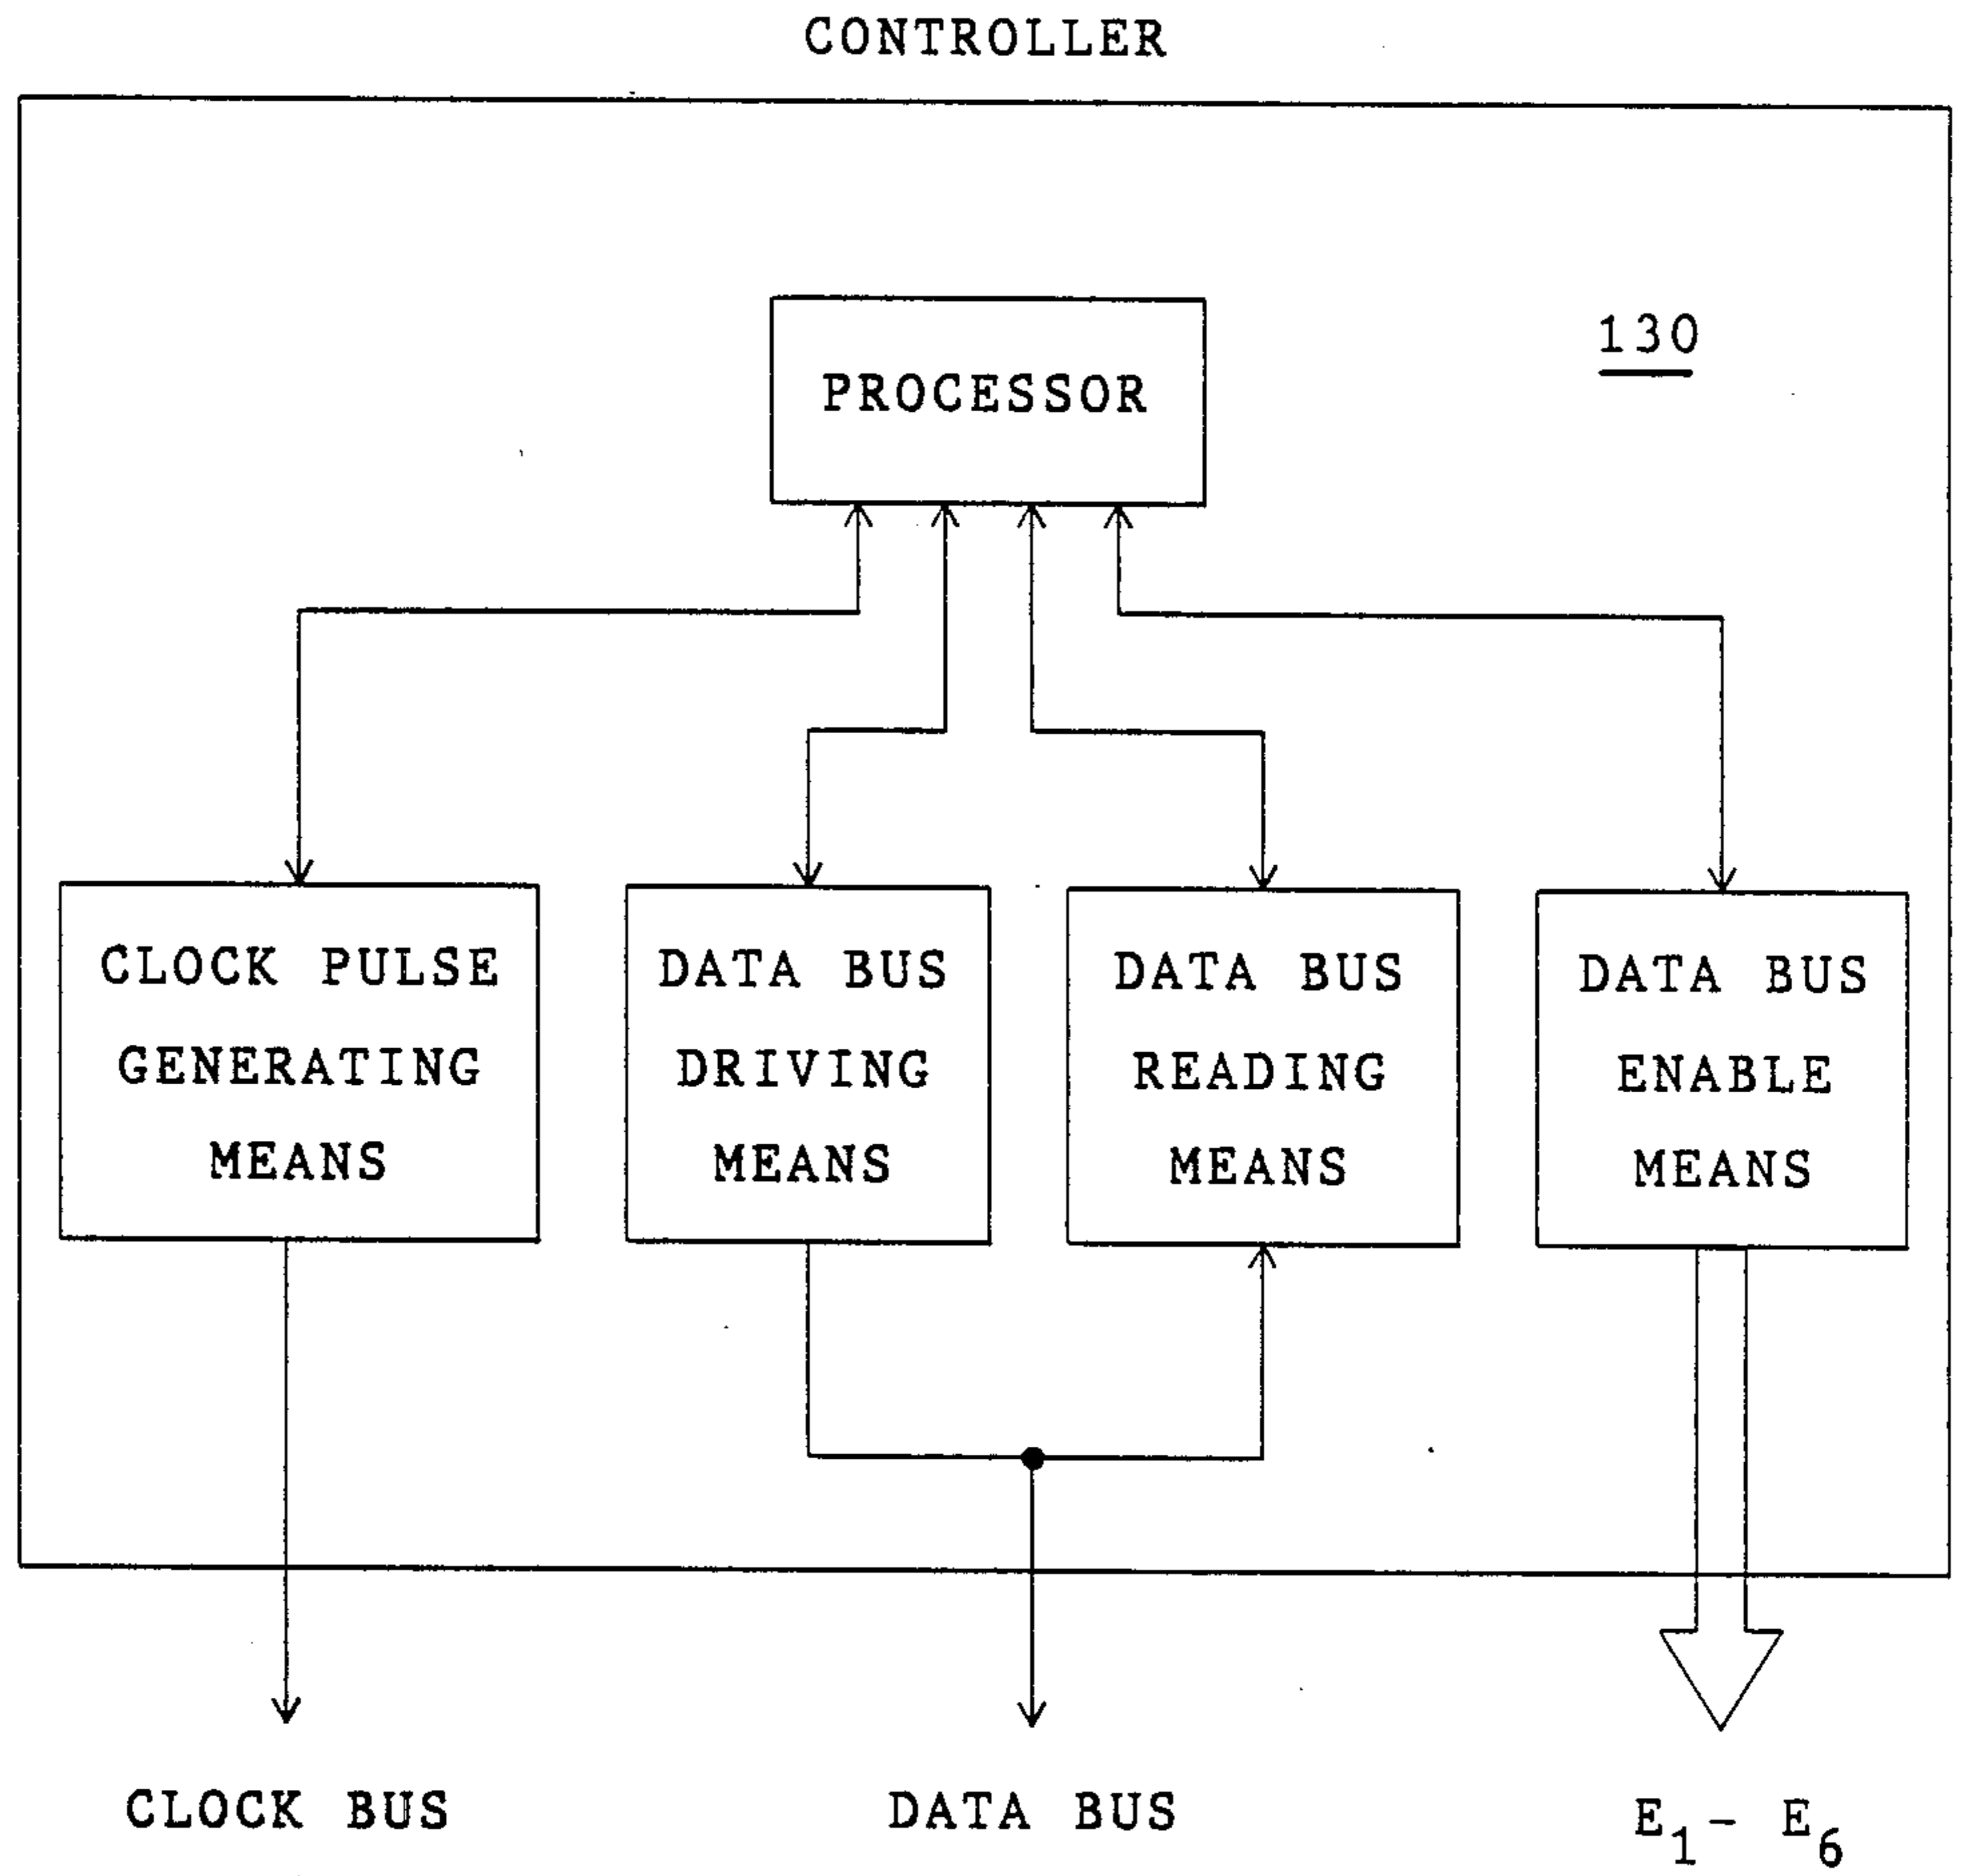 CONTROLLER
130
PROCESSOR
CLOCK PULSE
GENERATING
MEANS
DATA BUS
DRIVING
MEANS
DATA BUS
READING
MEANS
DATA BUS
ENABLE
MEANS
CLOCK BUS
DATA BUS
E1- E6